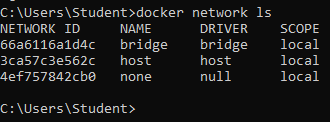 C:\Users\Student>docker network ls
NETWORK ID     NAME      DRIVER    SCOPE
66a6116a1d4c   bridge    bridge    local
3ca57c3e562c   host      host      local
4ef757842cb0   none      null      local

C:\Users\Student>